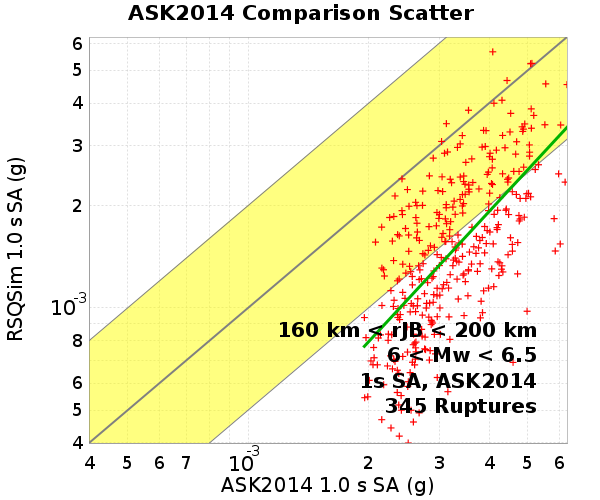 ASK2014 Comparison Scatter
RSQSim 1.0 s SA (g)
6
5
4
3
2
10-3
8
6
5
4
160 km < rJB < 200 km
6 < Mw < 6.5
1s SA, ASK2014
345 Ruptures
4 5 6 7 10-3 2 3 4 5 6
ASK2014 1.0 s SA (g)